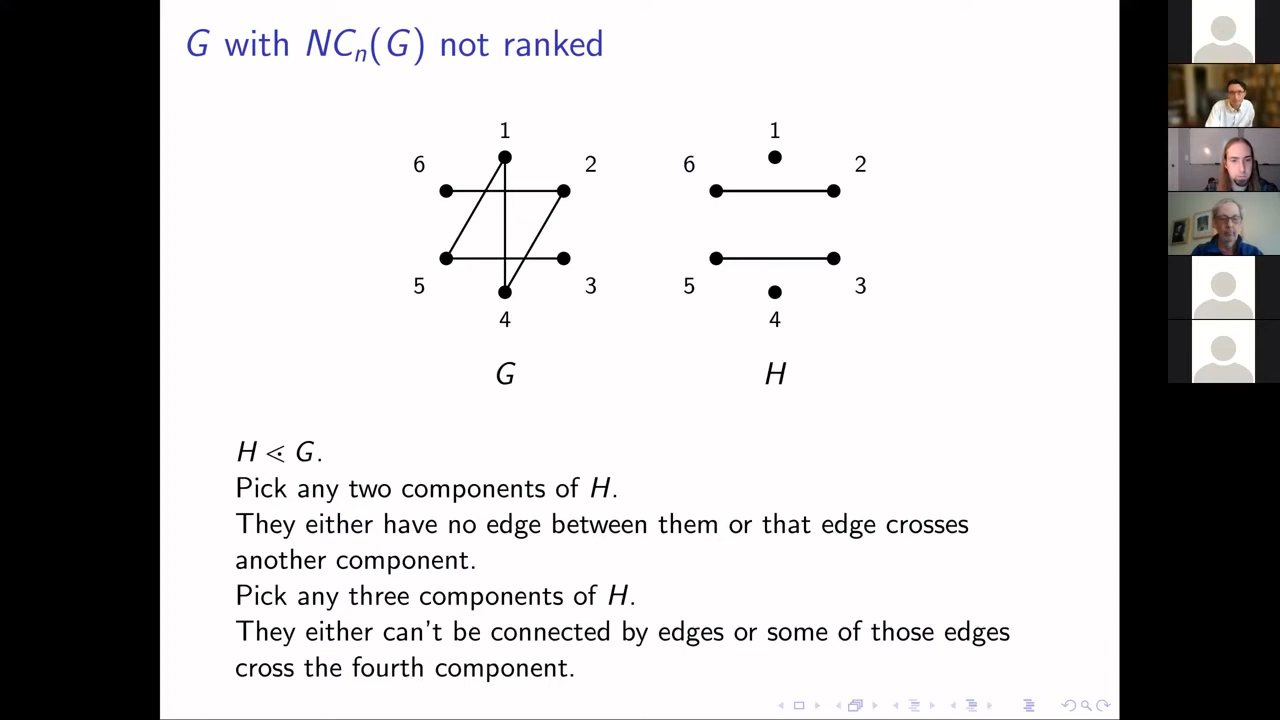 G with NCₙ(G) not ranked
1 1
6 2 6 2
5 3 5 3
4 4
G H
H ⋖ G.
Pick any two components of H.
They either have no edge between them or that edge crosses
another component.
Pick any three components of H.
They either can't be connected by edges or some of those edges
cross the fourth component.